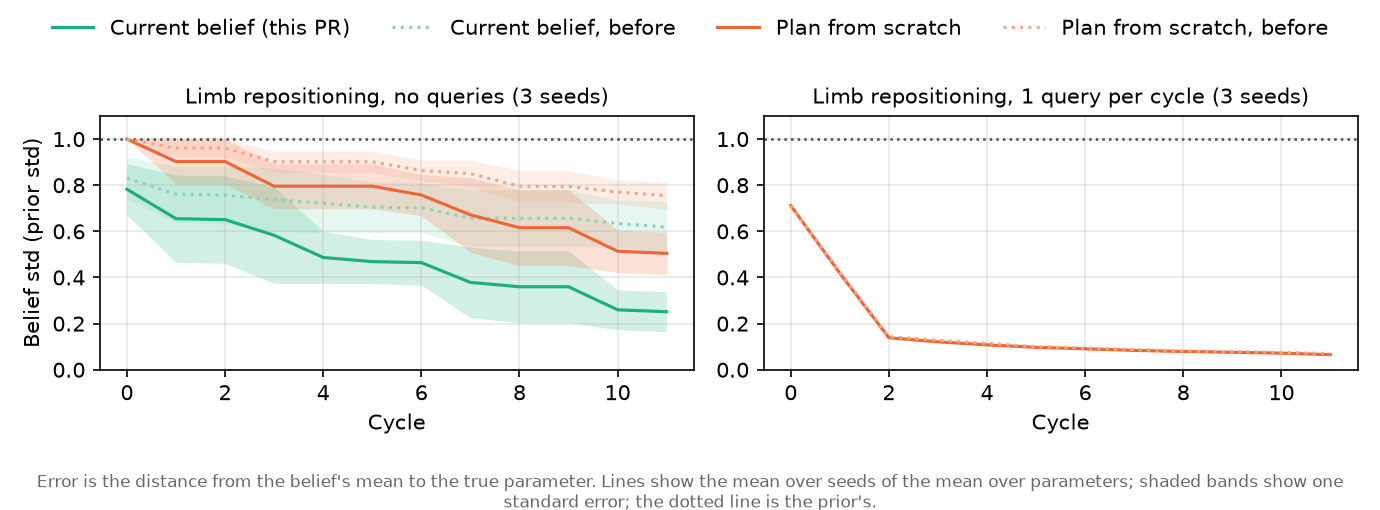 Current belief (this PR)
Current belief, before
Plan from scratch
Plan from scratch, before
Limb repositioning, no queries (3 seeds)
Limb repositioning, 1 query per cycle (3 seeds)
Belief std (prior std)
1.0
0.8
0.6
0.4
0.2
0.0
0 2 4 6 8 10
Cycle
1.0
0.8
0.6
0.4
0.2
0.0
0 2 4 6 8 10
Cycle
Error is the distance from the belief's mean to the true parameter. Lines show the mean over seeds of the mean over parameters; shaded bands show one
standard error; the dotted line is the prior's.